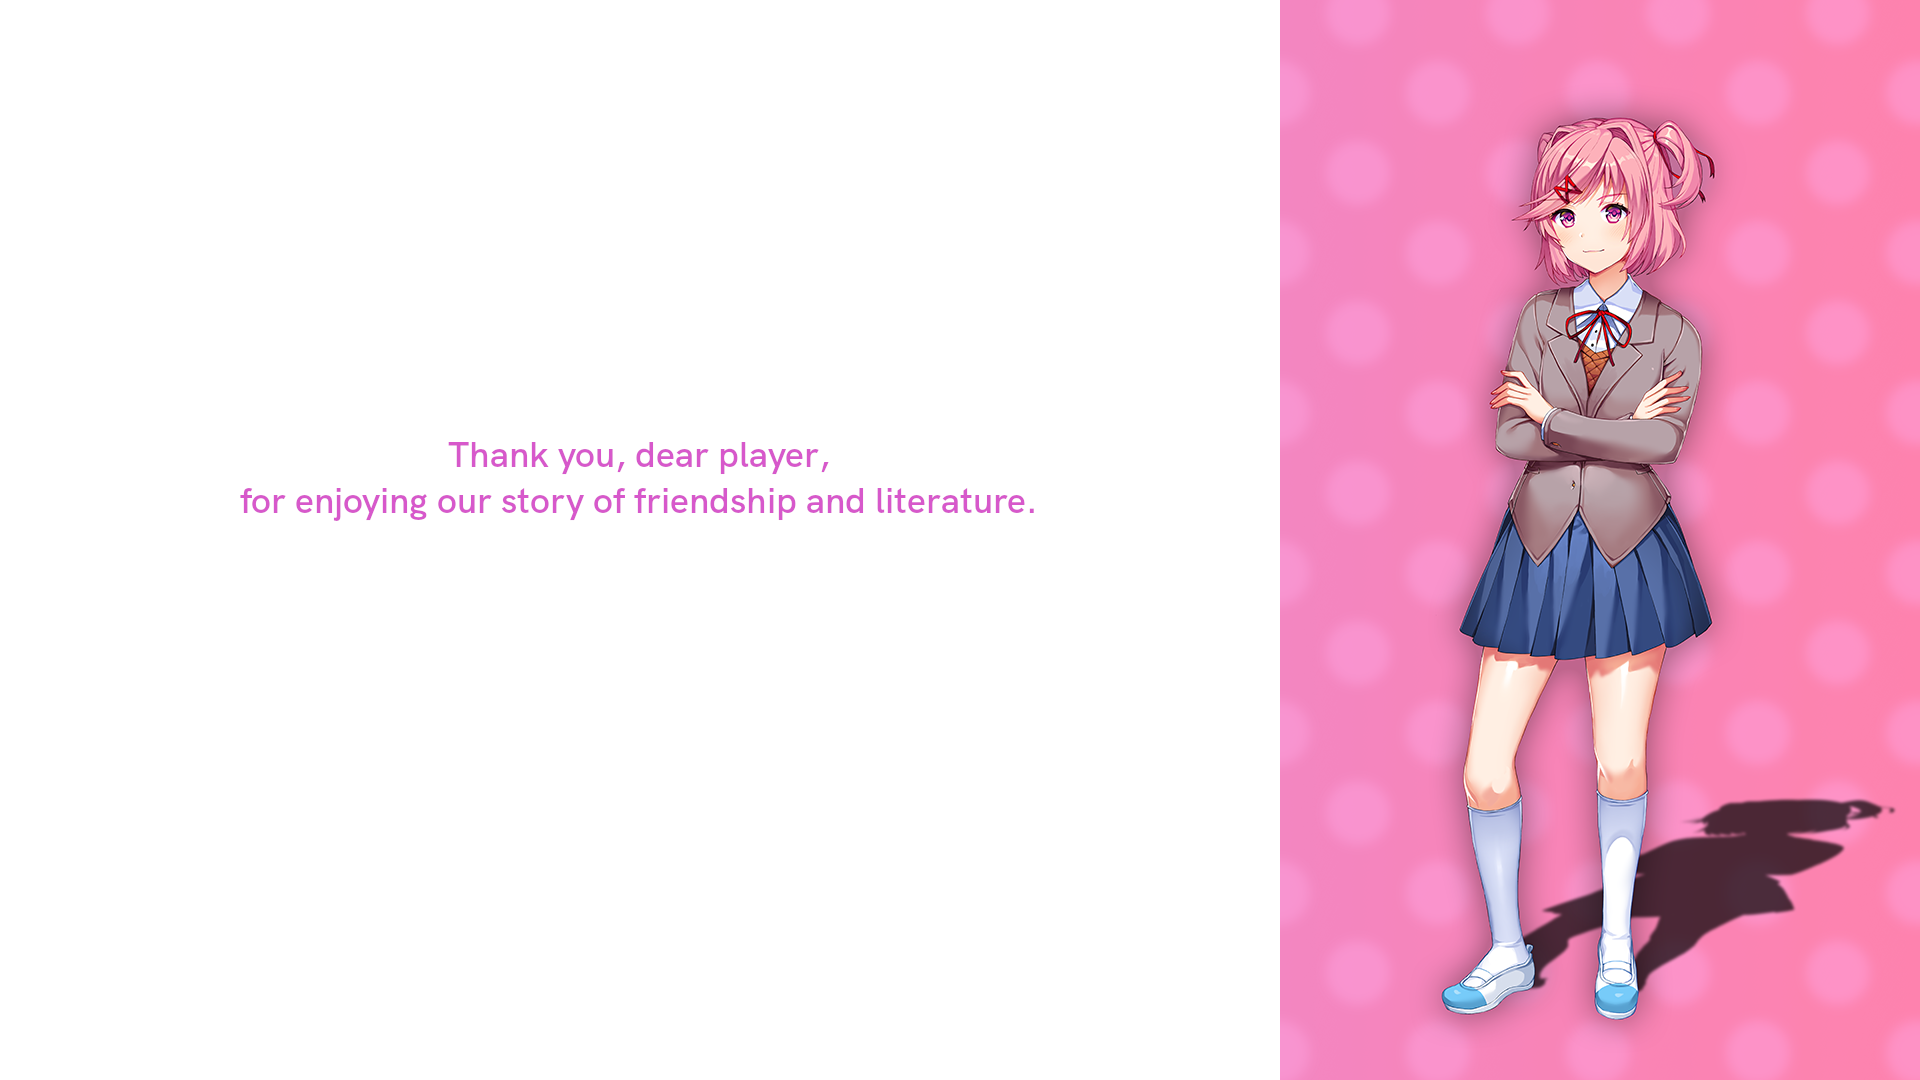 Thank you, dear player,
for enjoying our story of friendship and literature.